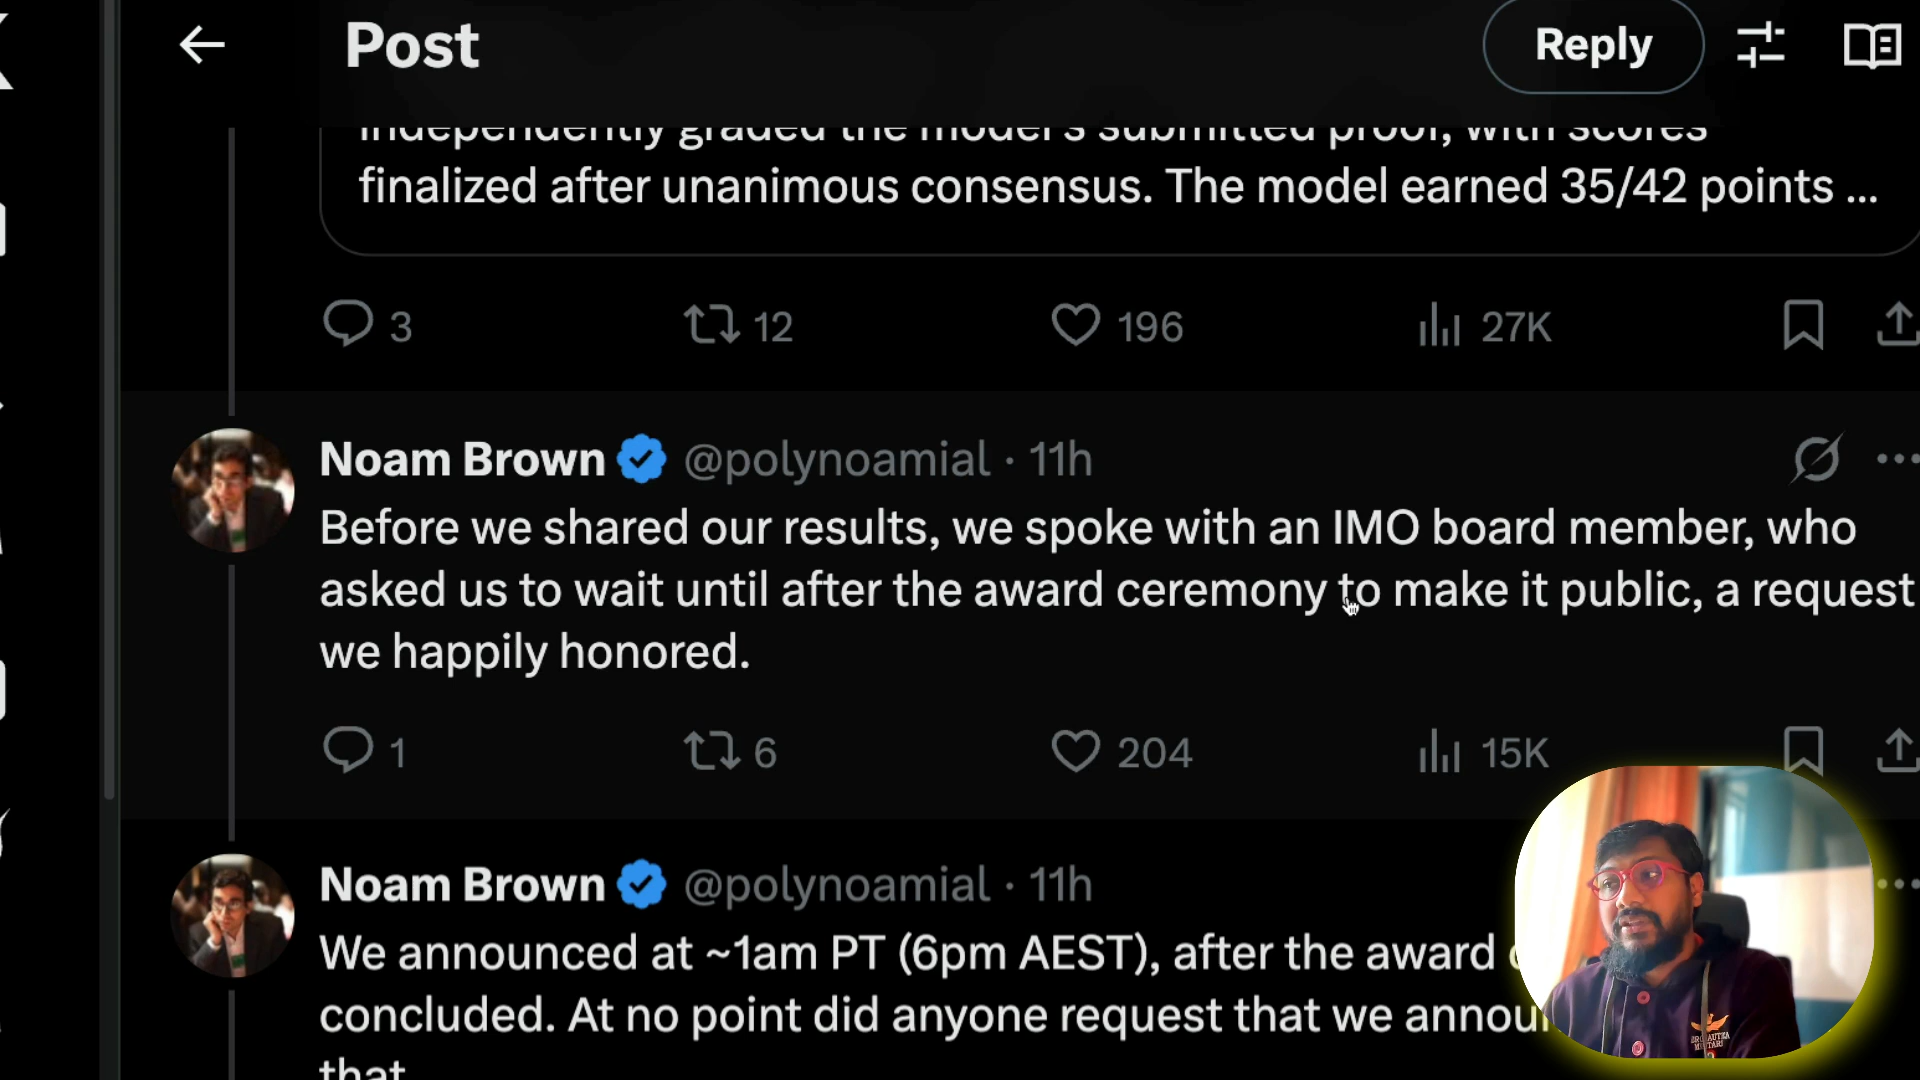 Post
Reply
independently graded the model's submitted proof, with scores
finalized after unanimous consensus. The model earned 35/42 points ...
3 12 196 27K
Noam Brown @polynoamial · 11h
Before we shared our results, we spoke with an IMO board member, who
asked us to wait until after the award ceremony to make it public, a request
we happily honored.
1 6 204 15K
Noam Brown @polynoamial · 11h
We announced at ~1am PT (6pm AEST), after the award
concluded. At no point did anyone request that we
that